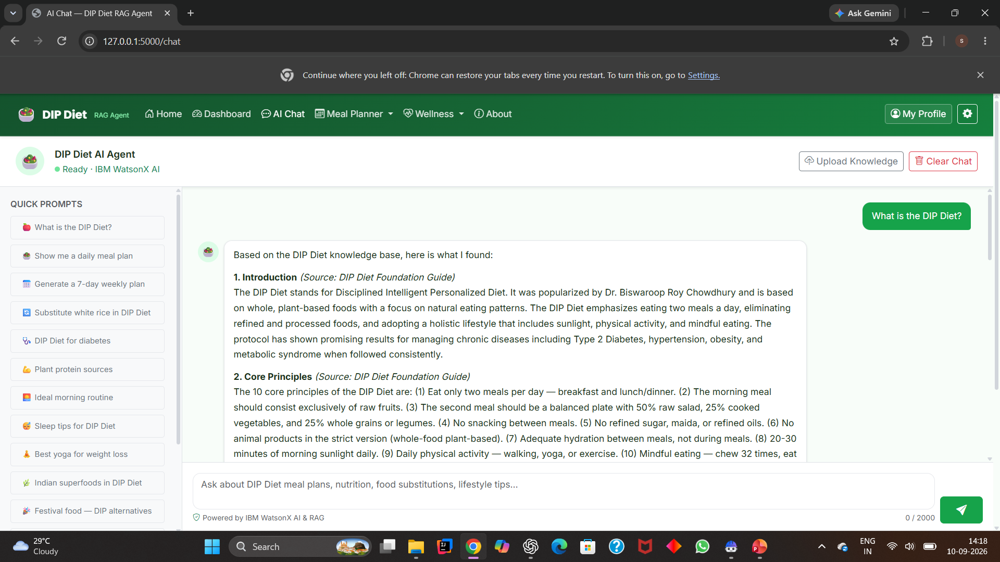 AI Chat — DIP Diet RAG Agent
Ask Gemini
127.0.0.1:5000/chat
S
Continue where you left off: Chrome can restore your tabs every time you restart. To turn this on, go to Settings.
DIP Diet RAG Agent
Home
Dashboard
AI Chat
Meal Planner
Wellness
About
My Profile
DIP Diet AI Agent
Ready · IBM WatsonX AI
Upload Knowledge
Clear Chat
QUICK PROMPTS
What is the DIP Diet?
Show me a daily meal plan
Generate a 7-day weekly plan
Substitute white rice in DIP Diet
DIP Diet for diabetes
Plant protein sources
Ideal morning routine
Sleep tips for DIP Diet
Best yoga for weight loss
Indian superfoods in DIP Diet
Festival food — DIP alternatives
What is the DIP Diet?
Based on the DIP Diet knowledge base, here is what I found:
1. Introduction (Source: DIP Diet Foundation Guide)
The DIP Diet stands for Disciplined Intelligent Personalized Diet. It was popularized by Dr. Biswaroop Roy Chowdhury and is based
on whole, plant-based foods with a focus on natural eating patterns. The DIP Diet emphasizes eating two meals a day, eliminating
refined and processed foods, and adopting a holistic lifestyle that includes sunlight, physical activity, and mindful eating. The
protocol has shown promising results for managing chronic diseases including Type 2 Diabetes, hypertension, obesity, and
metabolic syndrome when followed consistently.
2. Core Principles (Source: DIP Diet Foundation Guide)
The 10 core principles of the DIP Diet are: (1) Eat only two meals per day — breakfast and lunch/dinner. (2) The morning meal
should consist exclusively of raw fruits. (3) The second meal should be a balanced plate with 50% raw salad, 25% cooked
vegetables, and 25% whole grains or legumes. (4) No snacking between meals. (5) No refined sugar, maida, or refined oils. (6) No
animal products in the strict version (whole-food plant-based). (7) Adequate hydration between meals, not during meals. (8) 20-30
minutes of morning sunlight daily. (9) Daily physical activity — walking, yoga, or exercise. (10) Mindful eating — chew 32 times, eat
Ask about DIP Diet meal plans, nutrition, food substitutions, lifestyle tips...
Powered by IBM WatsonX AI & RAG
0 / 2000
29°C
Cloudy
Search
ENG
IN
14:18
10-09-2026